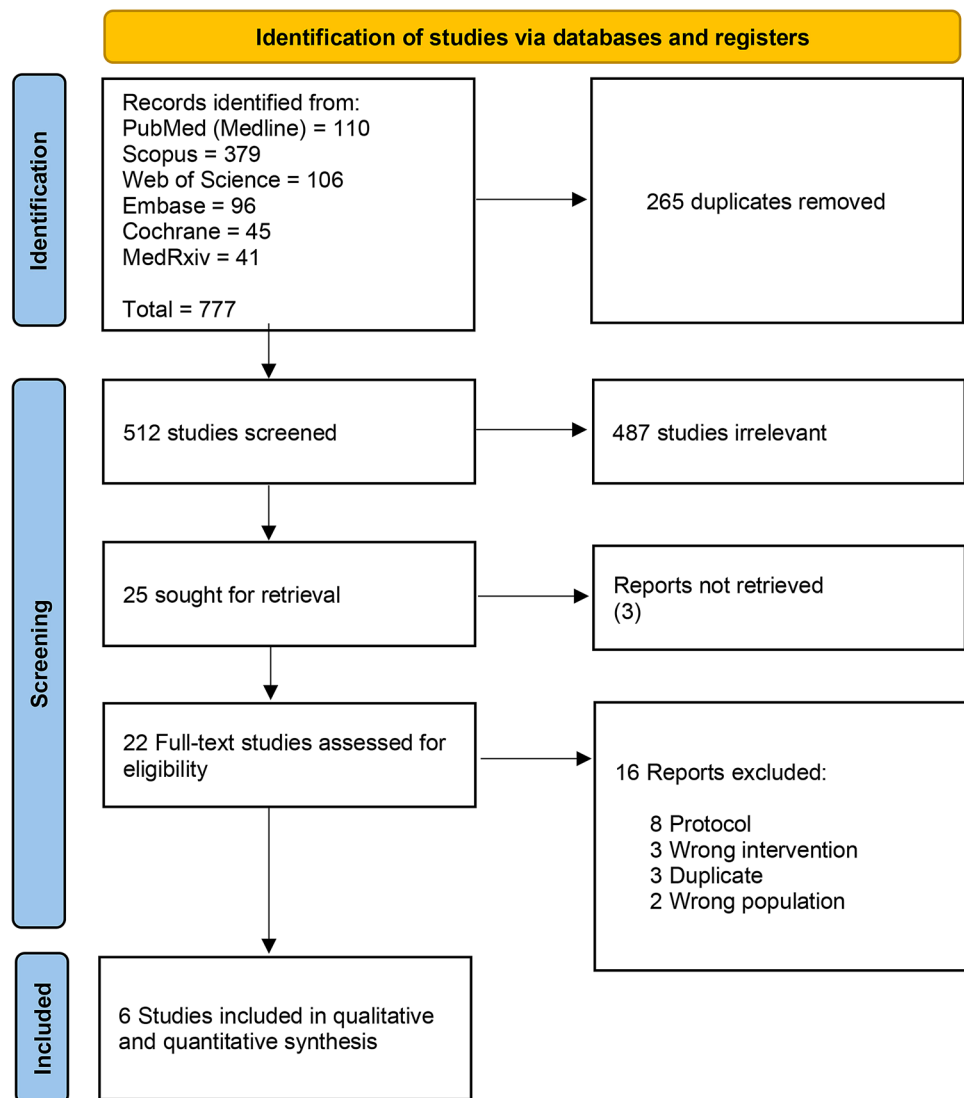 Identification of studies via databases and registers
Identification
Records identified from:
PubMed (Medline) = 110
Scopus = 379
Web of Science = 106
Embase = 96
Cochrane = 45
MedRxiv = 41
Total = 777
265 duplicates removed
Screening
512 studies screened
487 studies irrelevant
25 sought for retrieval
Reports not retrieved
(3)
22 Full-text studies assessed for
eligibility
16 Reports excluded:
8 Protocol
3 Wrong intervention
3 Duplicate
2 Wrong population
Included
6 Studies included in qualitative
and quantitative synthesis